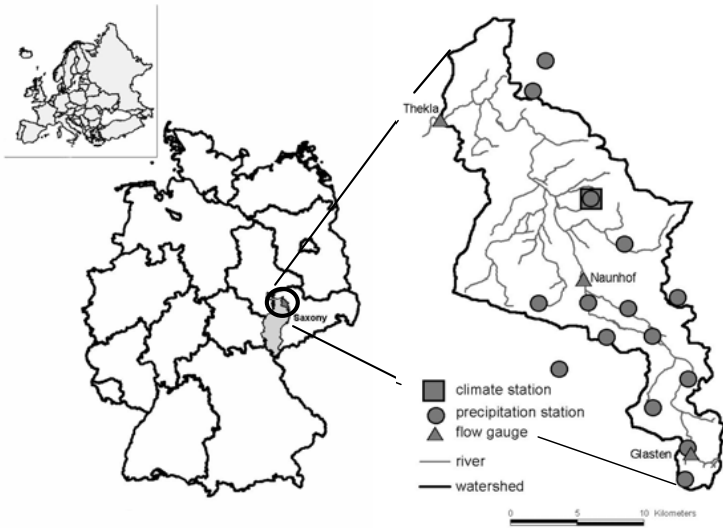 Thekla
Naunhof
Saxony
climate station
precipitation station
flow gauge
Glasten
river
watershed
0 5 10 Kilometers